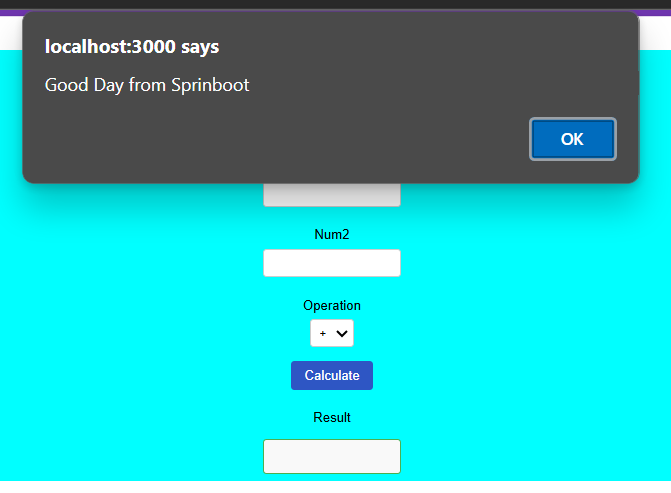 localhost:3000 says
Good Day from Sprinboot
OK
Num2
Operation
+
Calculate
Result